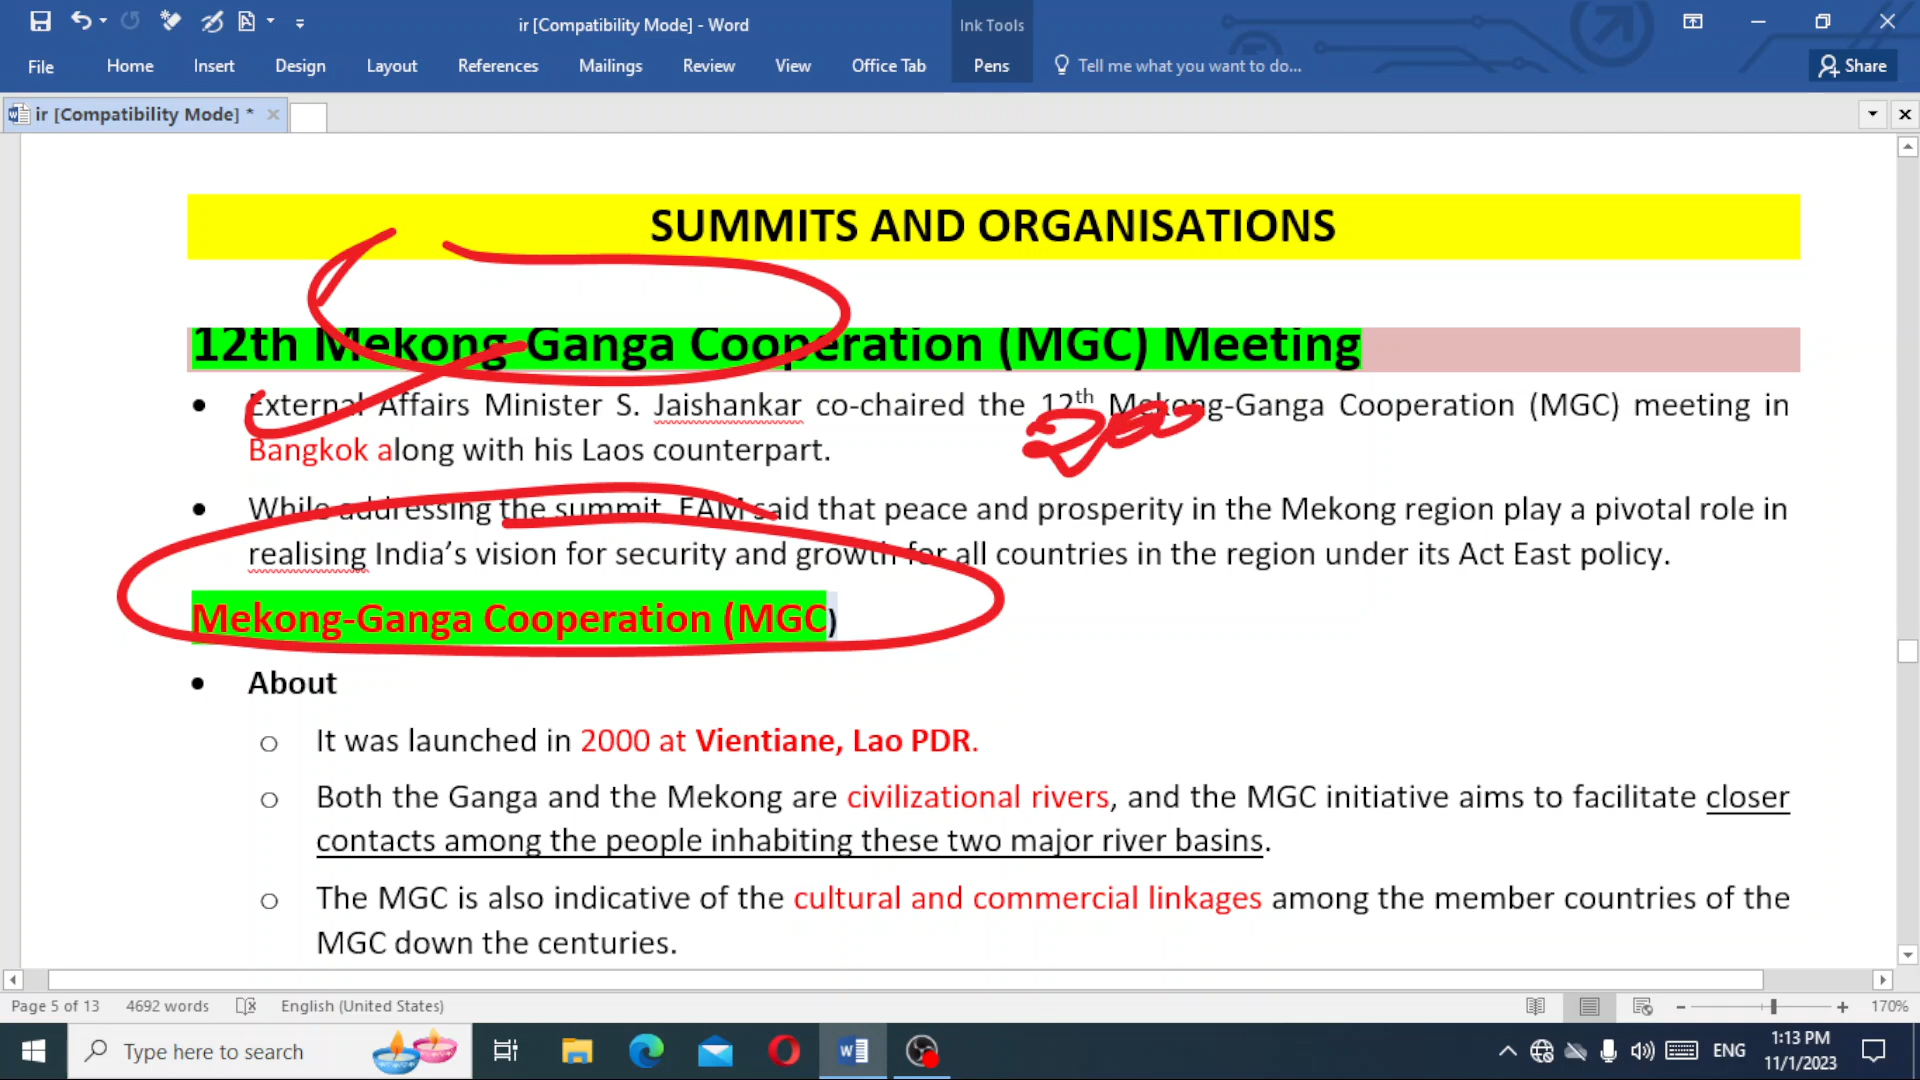 ir [Compatibility Mode] - Word
Ink Tools
File
Home
Insert
Design
Layout
References
Mailings
Review
View
Office Tab
Pens
Tell me what you want to do...
Share
ir [Compatibility Mode] *
SUMMITS AND ORGANISATIONS
12th Mekong-Ganga Cooperation (MGC) Meeting
• External Affairs Minister S. Jaishankar co-chaired the 12th Mekong-Ganga Cooperation (MGC) meeting in
Bangkok along with his Laos counterpart.
• While addressing the summit, EAM said that peace and prosperity in the Mekong region play a pivotal role in
realising India’s vision for security and growth for all countries in the region under its Act East policy.
Mekong-Ganga Cooperation (MGC)
• About
o It was launched in 2000 at Vientiane, Lao PDR.
o Both the Ganga and the Mekong are civilizational rivers, and the MGC initiative aims to facilitate closer
contacts among the people inhabiting these two major river basins.
o The MGC is also indicative of the cultural and commercial linkages among the member countries of the
MGC down the centuries.
Page 5 of 13
4692 words
English (United States)
170%
Type here to search
ENG
1:13 PM
11/1/2023